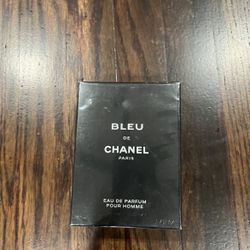 BLEU
DE
CHANEL
PARIS
EAU DE PARFUM
POUR HOMME